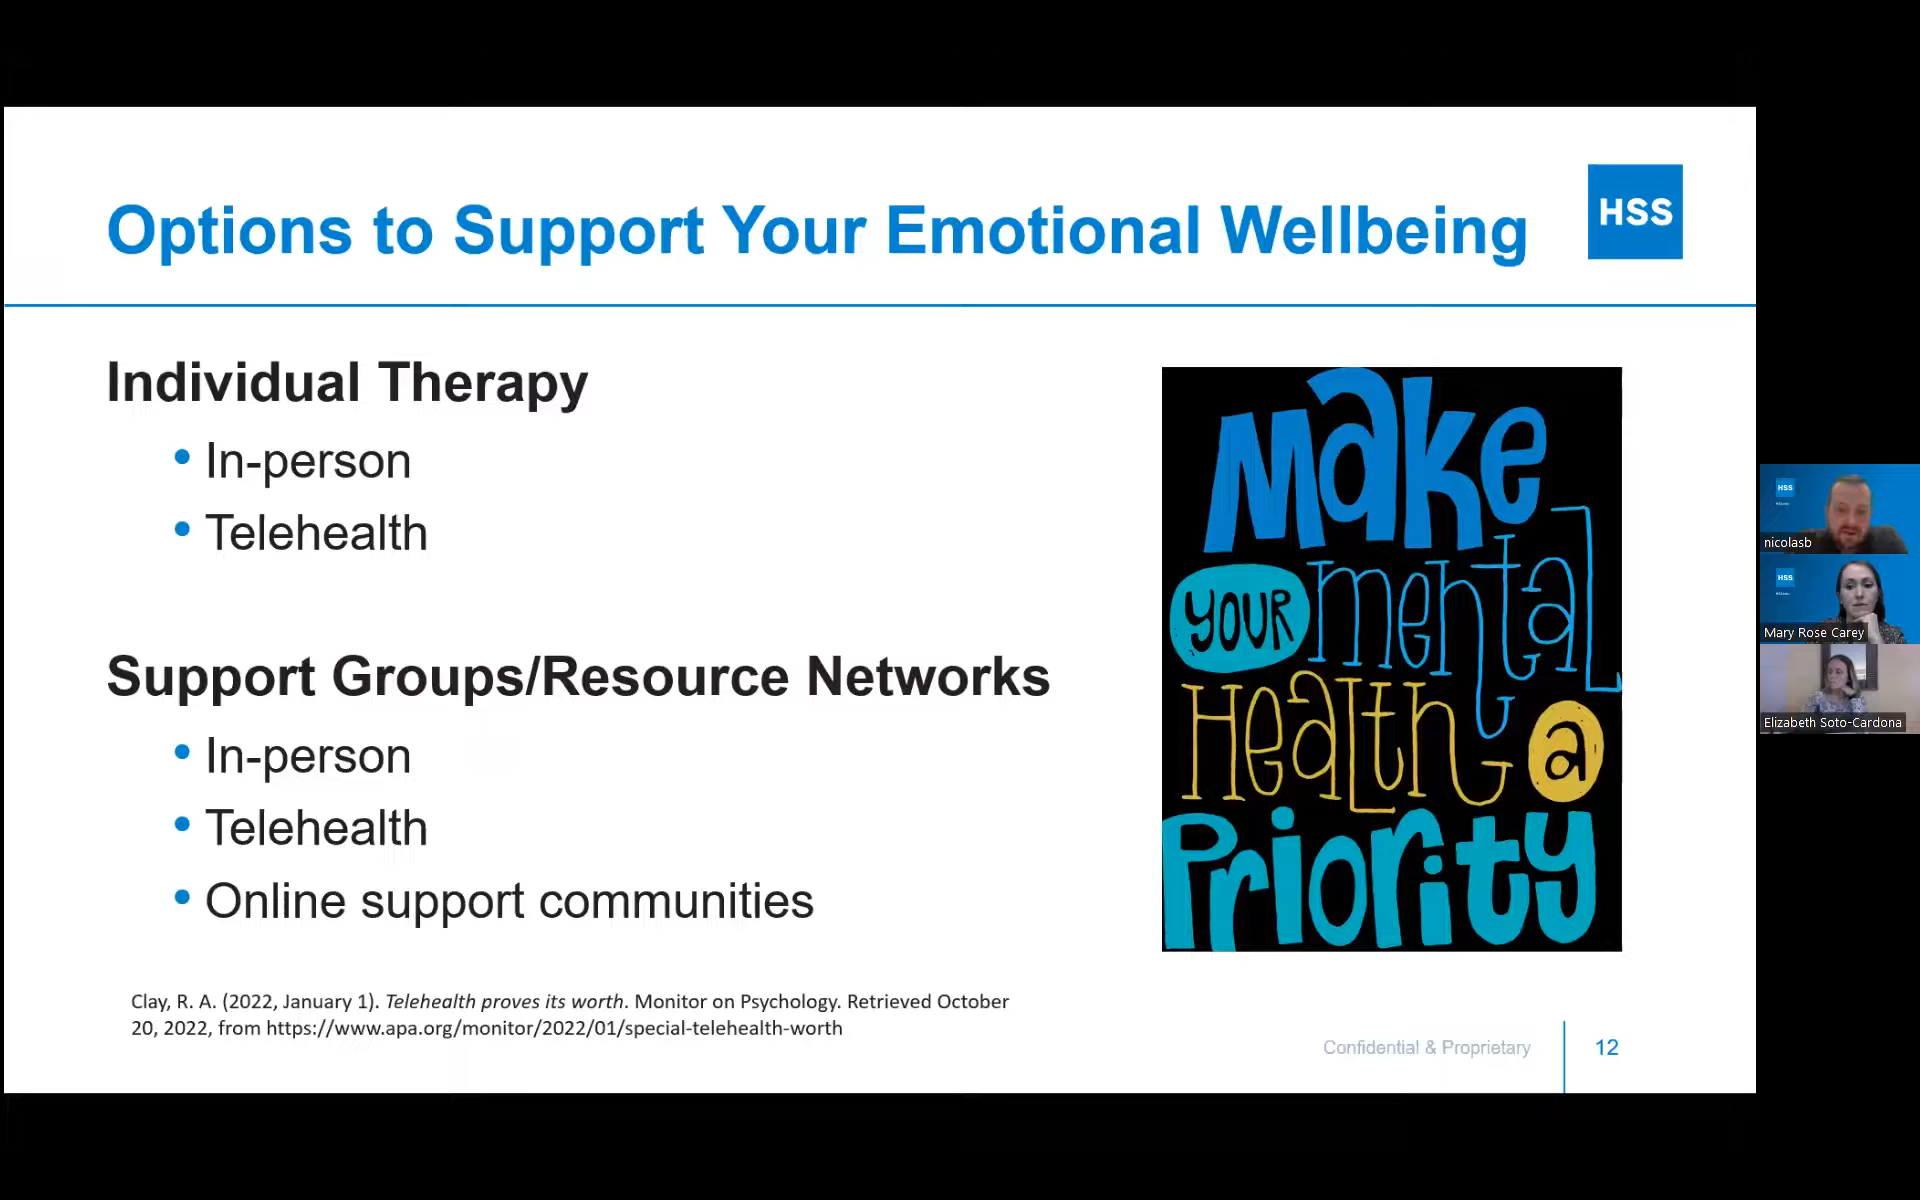 Options to Support Your Emotional Wellbeing
HSS
Individual Therapy
• In-person
• Telehealth
Support Groups/Resource Networks
• In-person
• Telehealth
• Online support communities
Make
YOUR mental
Health a
Priority
Clay, R. A. (2022, January 1). Telehealth proves its worth. Monitor on Psychology. Retrieved October
20, 2022, from https://www.apa.org/monitor/2022/01/special-telehealth-worth
Confidential & Proprietary
12
HSS
nicolasb
HSS
Mary Rose Carey
Elizabeth Soto-Cardona